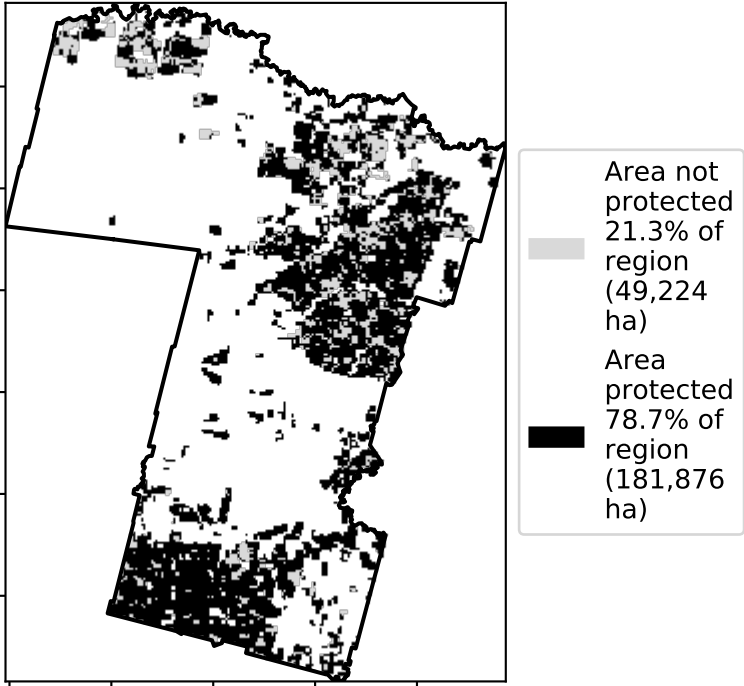 Area not
protected
21.3% of
region
(49,224
ha)
Area
protected
78.7% of
region
(181,876
ha)